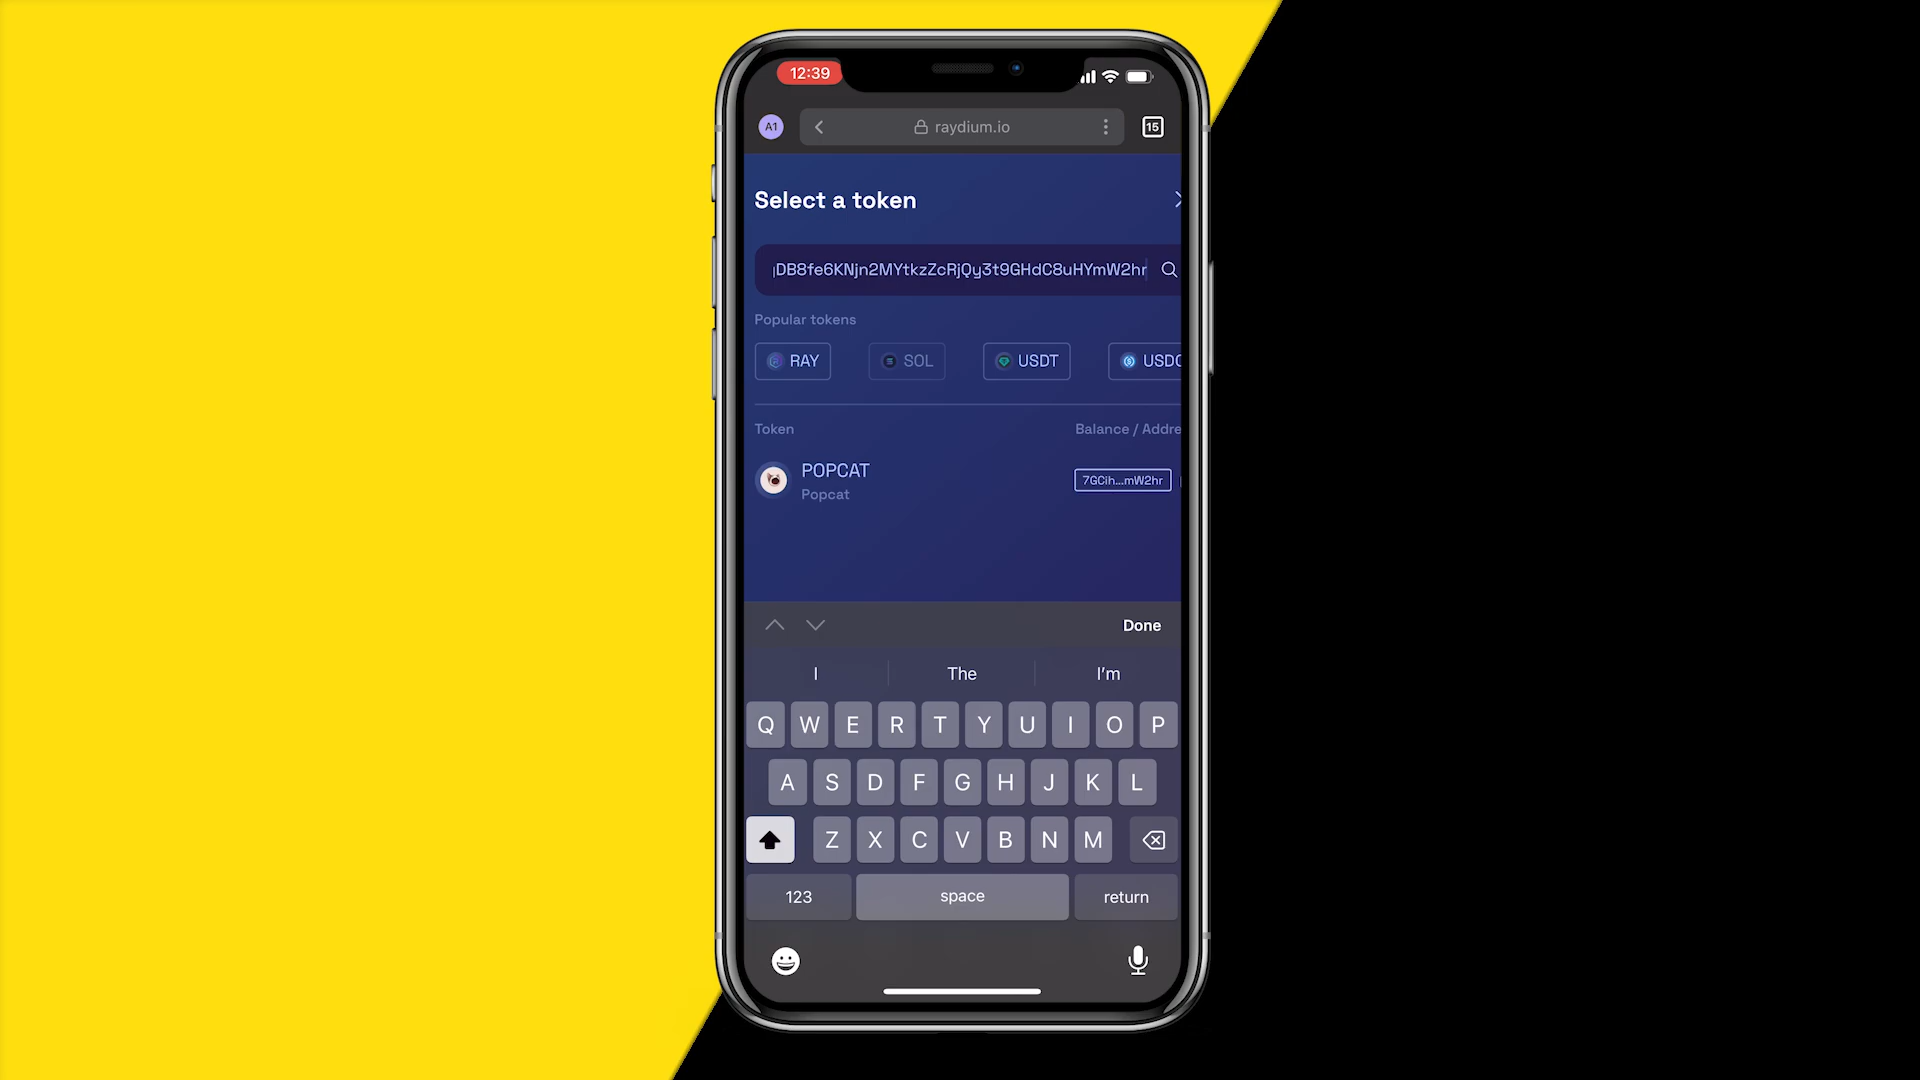 12:39
A1
raydium.io
15
Select a token
DB8fe6KNjn2MYtkzZcRjQy3t9GHdC8uHYmW2hr
Popular tokens
RAY SOL USDT USDC
Token Balance / Addre
POPCAT
Popcat
7GCih...mW2hr
Done
I The I'm
Q W E R T Y U I O P
A S D F G H J K L
Z X C V B N M
123 space return